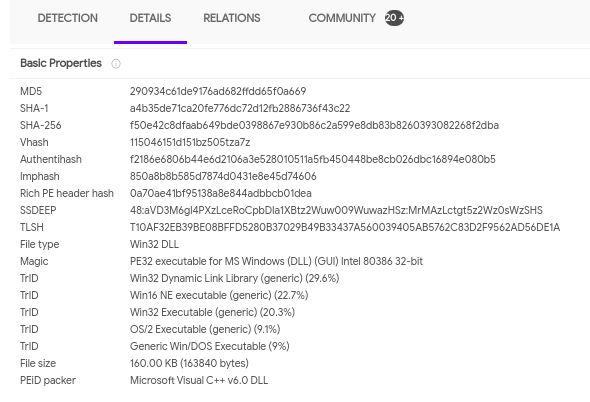 DETECTION DETAILS RELATIONS COMMUNITY 20 +
Basic Properties
MD5 290934c61de9176ad682ffdd65f0a669
SHA-1 a4b35de71ca20fe776dc72d12fb2886736f43c22
SHA-256 f50e42c8dfaab649bde0398867e930b86c2a599e8db83b8260393082268f2dba
Vhash 115046151d151bz505tza7z
Authentihash f2186e6806b44e6d2106a3e528010511a5fb450448be8cb026dbc16894e080b5
Imphash 850a8b8b585d7874d0431e8e45d74606
Rich PE header hash 0a70ae41bf95138a8e844adbbcb01dea
SSDEEP 48:aVD3M6gl4PXzLceRoCpbDla1XBtz2Wuw009WuwazHSz:MrMAzLctgt5z2Wz0sWzSHS
TLSH T10AF32EB39BE08BFFD5280B37029B49B33437A560039405AB5762C83D2F9562AD56DE1A
File type Win32 DLL
Magic PE32 executable for MS Windows (DLL) (GUI) Intel 80386 32-bit
TrID Win32 Dynamic Link Library (generic) (29.6%)
TrID Win16 NE executable (generic) (22.7%)
TrID Win32 Executable (generic) (20.3%)
TrID OS/2 Executable (generic) (9.1%)
TrID Generic Win/DOS Executable (9%)
File size 160.00 KB (163840 bytes)
PEiD packer Microsoft Visual C++ v6.0 DLL